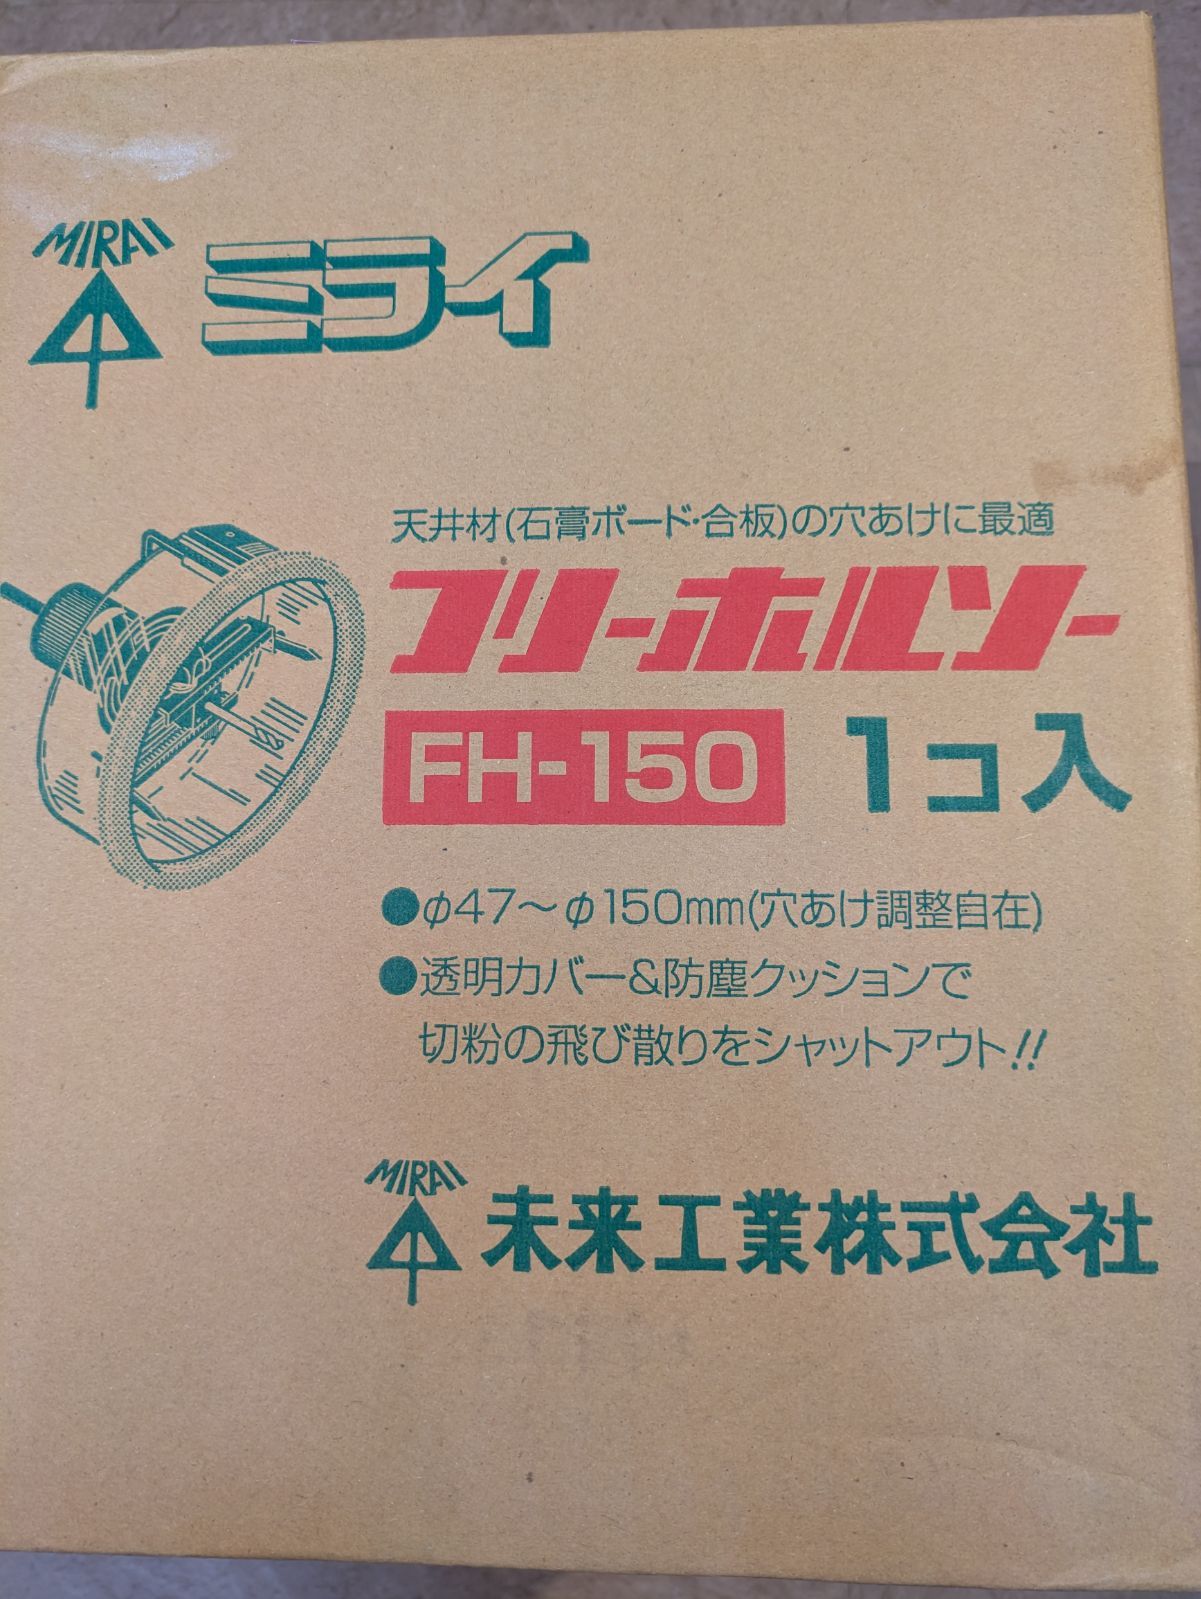 MIRAI
ミライ
天井材(石膏ボード・合板)の穴あけに最適
フリーホルソー
FH-150 1コ入
●φ47～φ150mm(穴あけ調整自在)
●透明カバー&防塵クッションで
切粉の飛び散りをシャットアウト!!
MIRAI 未来工業株式会社